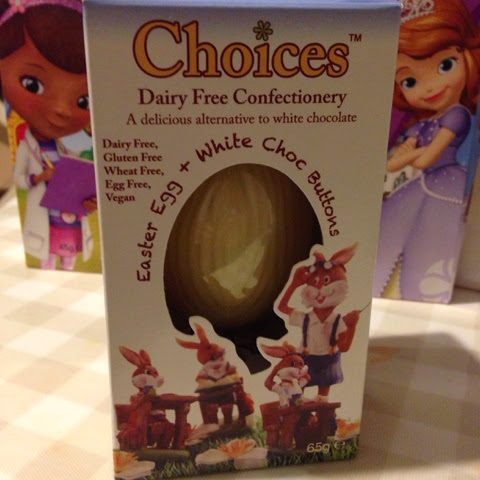 Choices™
Dairy Free Confectionery
A delicious alternative to white chocolate
Dairy Free,
Gluten Free
Wheat Free,
Egg Free,
Vegan
Easter Egg + White Choc Buttons
65g e